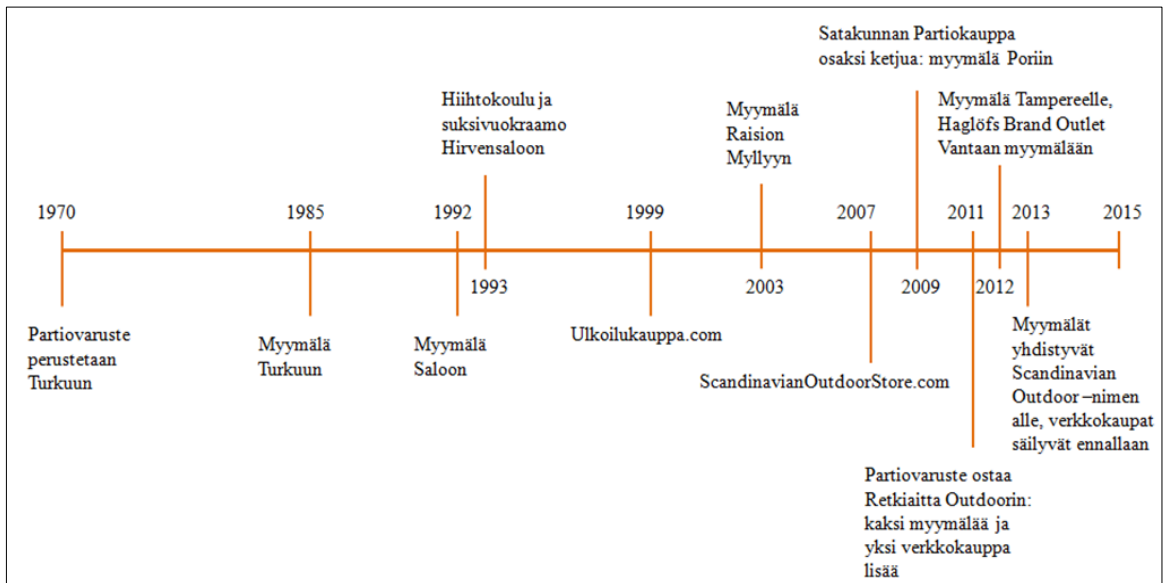 Satakunnan Partiokauppa
osaksi ketjua: myymälä Poriin
Hiihtokoulu ja
suksivuokraamo
Hirvensaloon
Myymälä
Raision
Myllyyn
Myymälä Tampereelle,
Haglöfs Brand Outlet
Vantaan myymälään
1970
1985
1992
1999
2007
2011
2013
2015
1993
2003
2009
2012
Partiovaruste
perustetaan
Turkuun
Myymälä
Turkuun
Myymälä
Saloon
Ulkoilukauppa.com
ScandinavianOutdoorStore.com
Myymälät
yhdistyvät
Scandinavian
Outdoor –nimen
alle, verkkokaupat
säilyvät ennallaan
Partiovaruste ostaa
Retkiaitta Outdoorin:
kaksi myymälää ja
yksi verkkokauppa
lisää